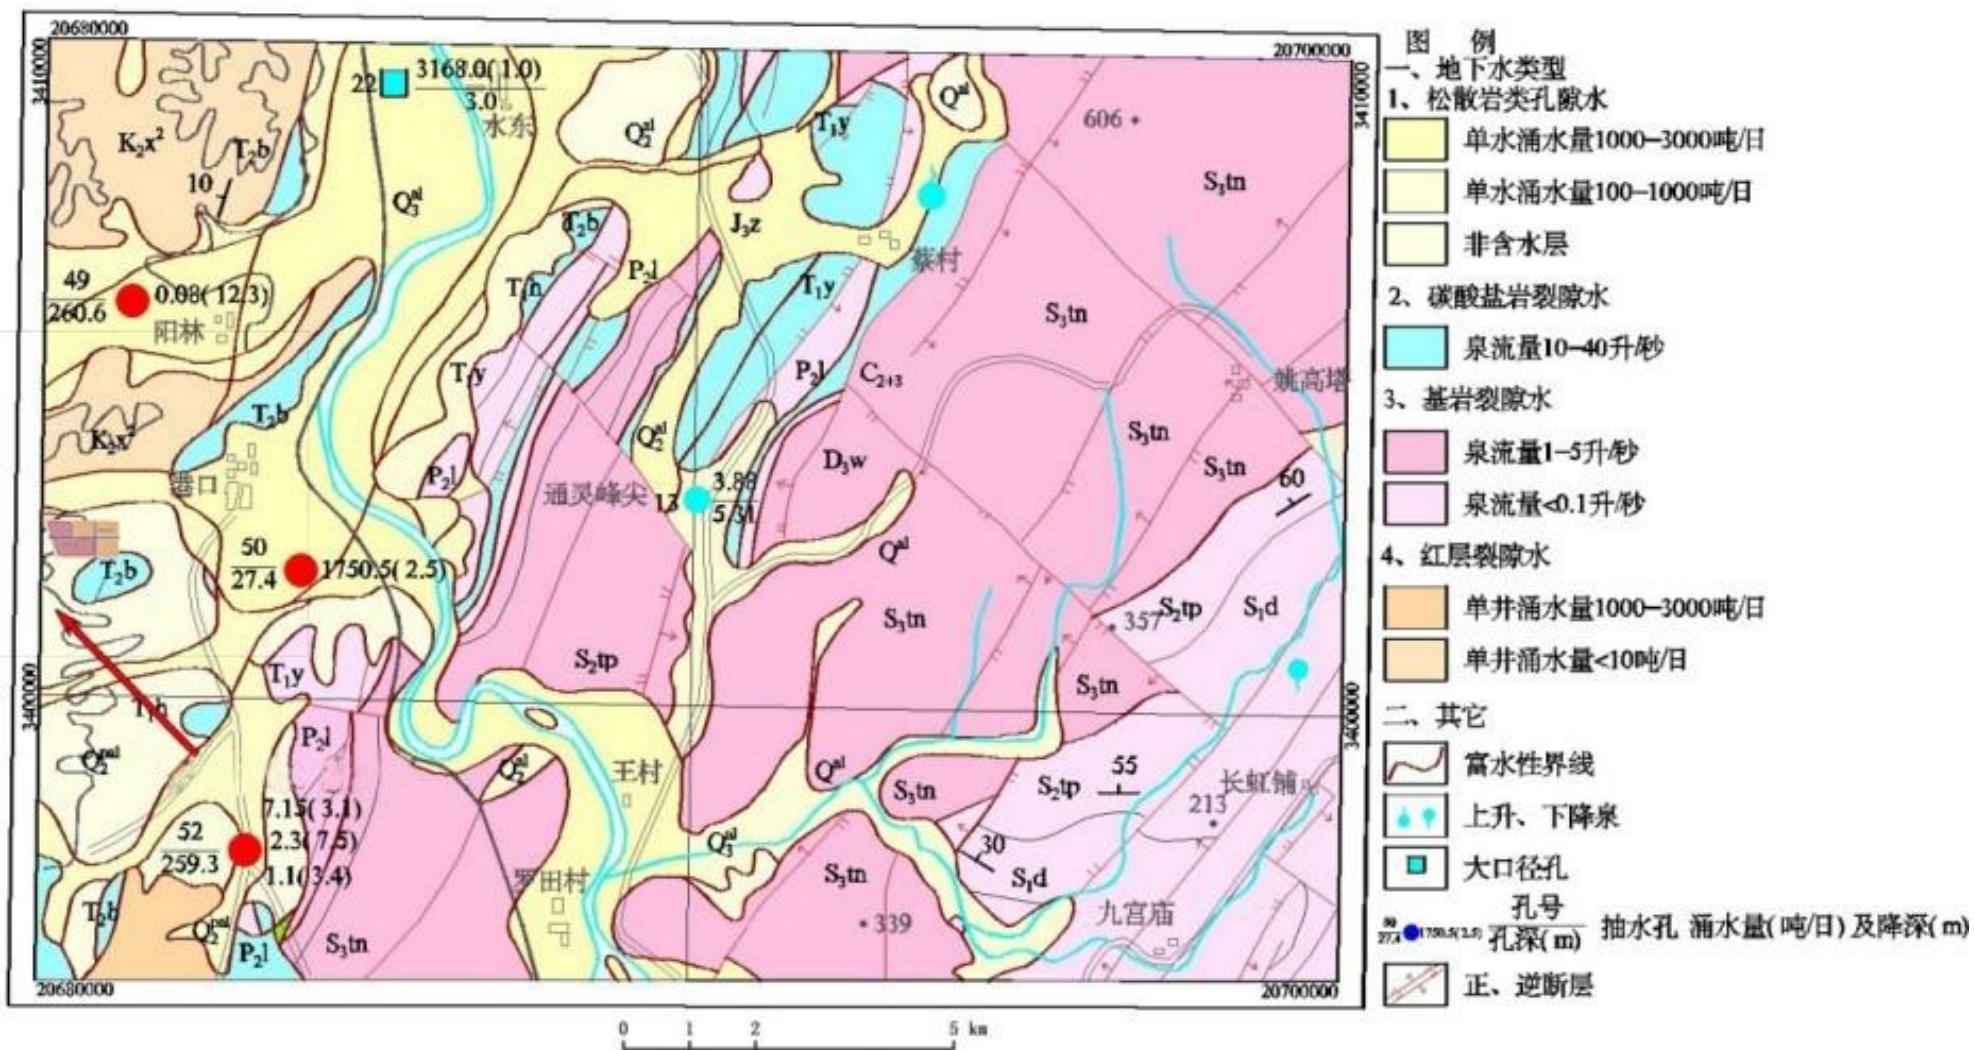 20680000
20700000
3410000
3410000
22
3168.0(1.0)
3.0
水东
606
K₂x²
T₂b
10
7
Q₃ᵃˡ
Q₂ᵃˡ
T₁y
Qᵃˡ
S₃tn
J₃z
T₂b
P₂l
T₁h
T₁y
蔡村
49
260.6
0.08(12.3)
阳林
S₃tn
T₁y
P₂l
C₂₊₃
姚高塔
K₂x²
T₂b
Q₂ᵃˡ
D₃w
S₃tn
S₃tn
港口
P₂l
通灵峰尖
13
3.88
5.31
60
50
27.4
1750.5(2.5)
Qᵃˡ
T₂b
S₃tn
357
S₂tp
S₁d
T₁y
S₂tp
S₃tn
3400000
3400000
T₁h
Q₂ᵖᵃˡ
P₂l
Q₂ᵃˡ
王村
Qᵃˡ
S₃tn
S₂tp
55
长虹铺
213
52
259.3
7.15(3.1)
2.3(7.5)
1.1(3.4)
Q₃ᵃˡ
30
S₁d
罗田村
S₃tn
339
九宫庙
T₂b
Q₂ᵖᵃˡ
P₂l
S₃tn
20680000
20700000
0 1 2 5 km
图 例
一、地下水类型
1、松散岩类孔隙水
单水涌水量1000-3000吨/日
单水涌水量100-1000吨/日
非含水层
2、碳酸盐岩裂隙水
泉流量10-40升/秒
3、基岩裂隙水
泉流量1-5升/秒
泉流量<0.1升/秒
4、红层裂隙水
单井涌水量1000-3000吨/日
单井涌水量<10吨/日
二、其它
富水性界线
上升、下降泉
大口径孔
50
27.4
1750.5(2.5)
孔号
孔深(m)
抽水孔 涌水量(吨/日)及降深(m)
正、逆断层